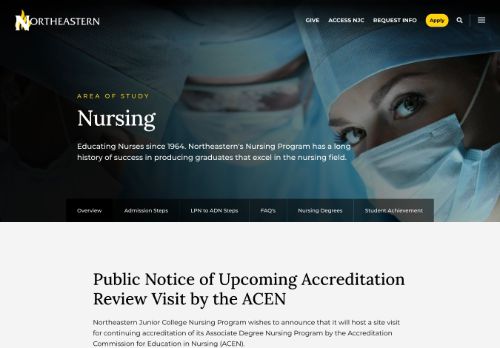 NORTHEASTERN
GIVE ACCESS NJC REQUEST INFO Apply
AREA OF STUDY
Nursing
Educating Nurses since 1964. Northeastern's Nursing Program has a long
history of success in producing graduates that excel in the nursing field.
Overview Admission Steps LPN to ADN Steps FAQ's Nursing Degrees Student Achievement
Public Notice of Upcoming Accreditation
Review Visit by the ACEN
Northeastern Junior College Nursing Program wishes to announce that it will host a site visit
for continuing accreditation of its Associate Degree Nursing Program by the Accreditation
Commission for Education in Nursing (ACEN).